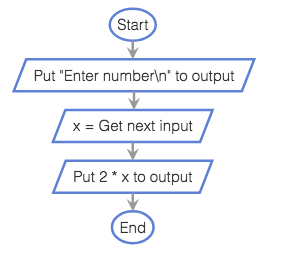 Start
Put "Enter number\n" to output
x = Get next input
Put 2 * x to output
End